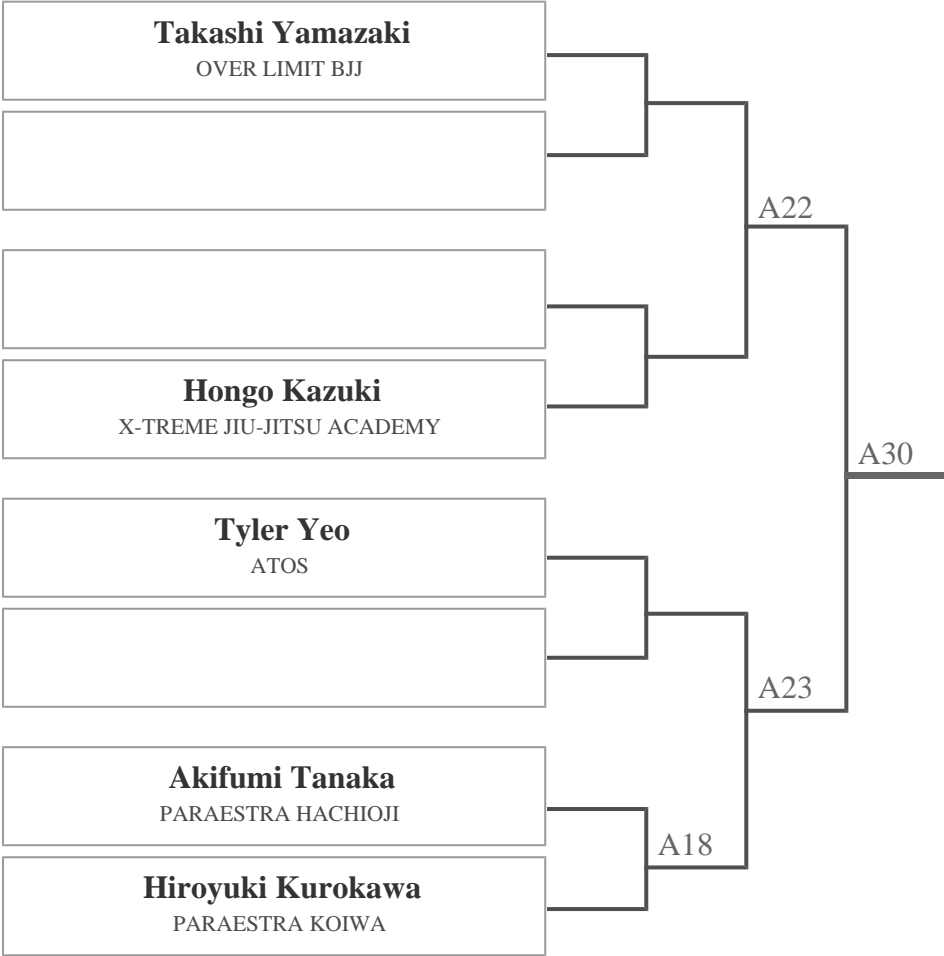 Takashi Yamazaki
OVER LIMIT BJJ
A22
Hongo Kazuki
X-TREME JIU-JITSU ACADEMY
A30
Tyler Yeo
ATOS
A23
Akifumi Tanaka
PARAESTRA HACHIOJI
A18
Hiroyuki Kurokawa
PARAESTRA KOIWA